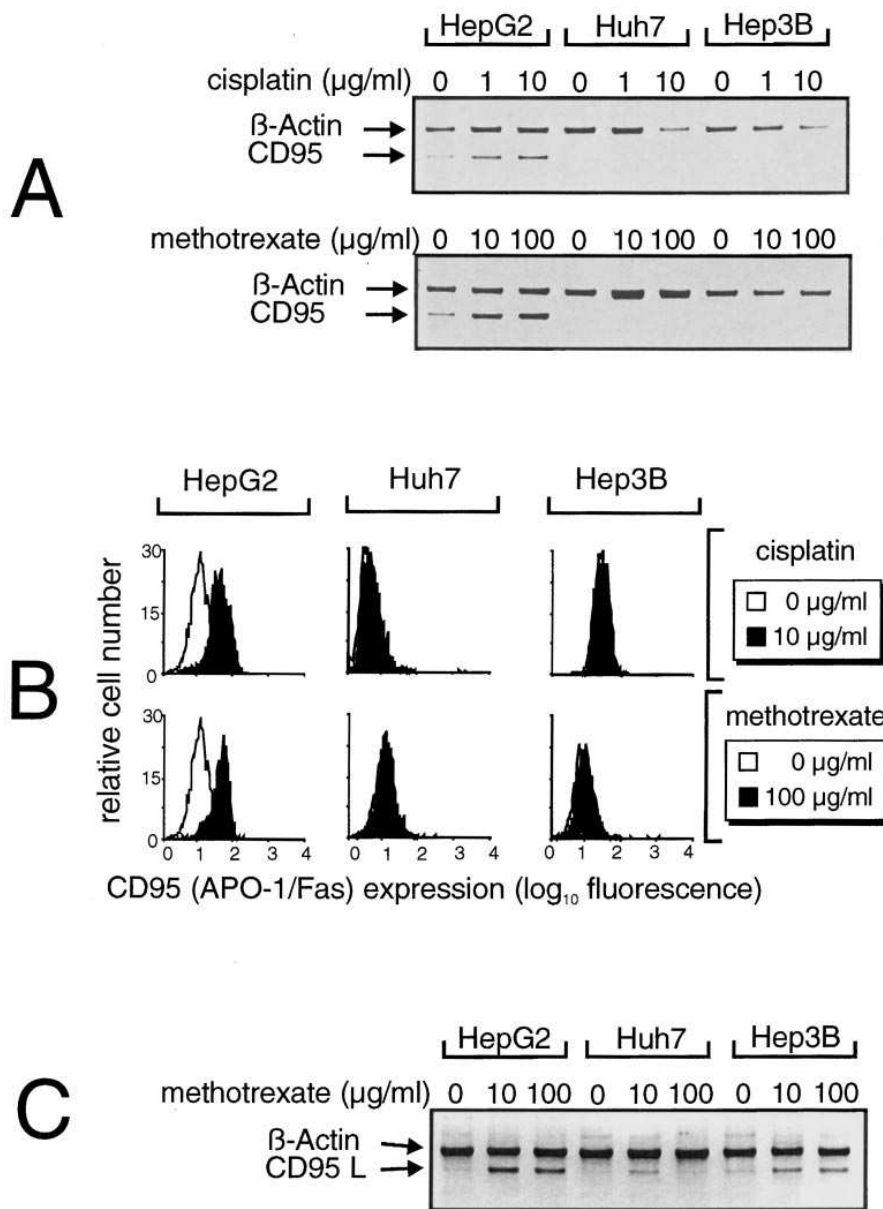 A
HepG2 Huh7 Hep3B
cisplatin (µg/ml) 0 1 10 0 1 10 0 1 10
ß-Actin
CD95
methotrexate (µg/ml) 0 10 100 0 10 100 0 10 100
ß-Actin
CD95
B
HepG2 Huh7 Hep3B
relative cell number
30
15
0
30
15
0
0 1 2 3 4 0 1 2 3 4 0 1 2 3 4
CD95 (APO-1/Fas) expression (log₁₀ fluorescence)
cisplatin
0 µg/ml
10 µg/ml
methotrexate
0 µg/ml
100 µg/ml
C
HepG2 Huh7 Hep3B
methotrexate (µg/ml) 0 10 100 0 10 100 0 10 100
ß-Actin
CD95 L